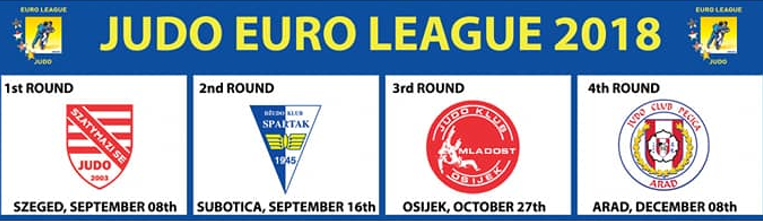 EURO LEAGUE
JUDO
JUDO EURO LEAGUE 2018
EURO LEAGUE
JUDO
1st ROUND
SZATYMAZI SE
JUDO
2003
SZEGED, SEPTEMBER 08th
2nd ROUND
DŽUDO KLUB
SPARTAK
1945
SUBOTICA, SEPTEMBER 16th
3rd ROUND
JUDO KLUB
MLADOST
OSIJEK
OSIJEK, OCTOBER 27th
4th ROUND
JUDO CLUB PECICA
ARAD
ARAD, DECEMBER 08th